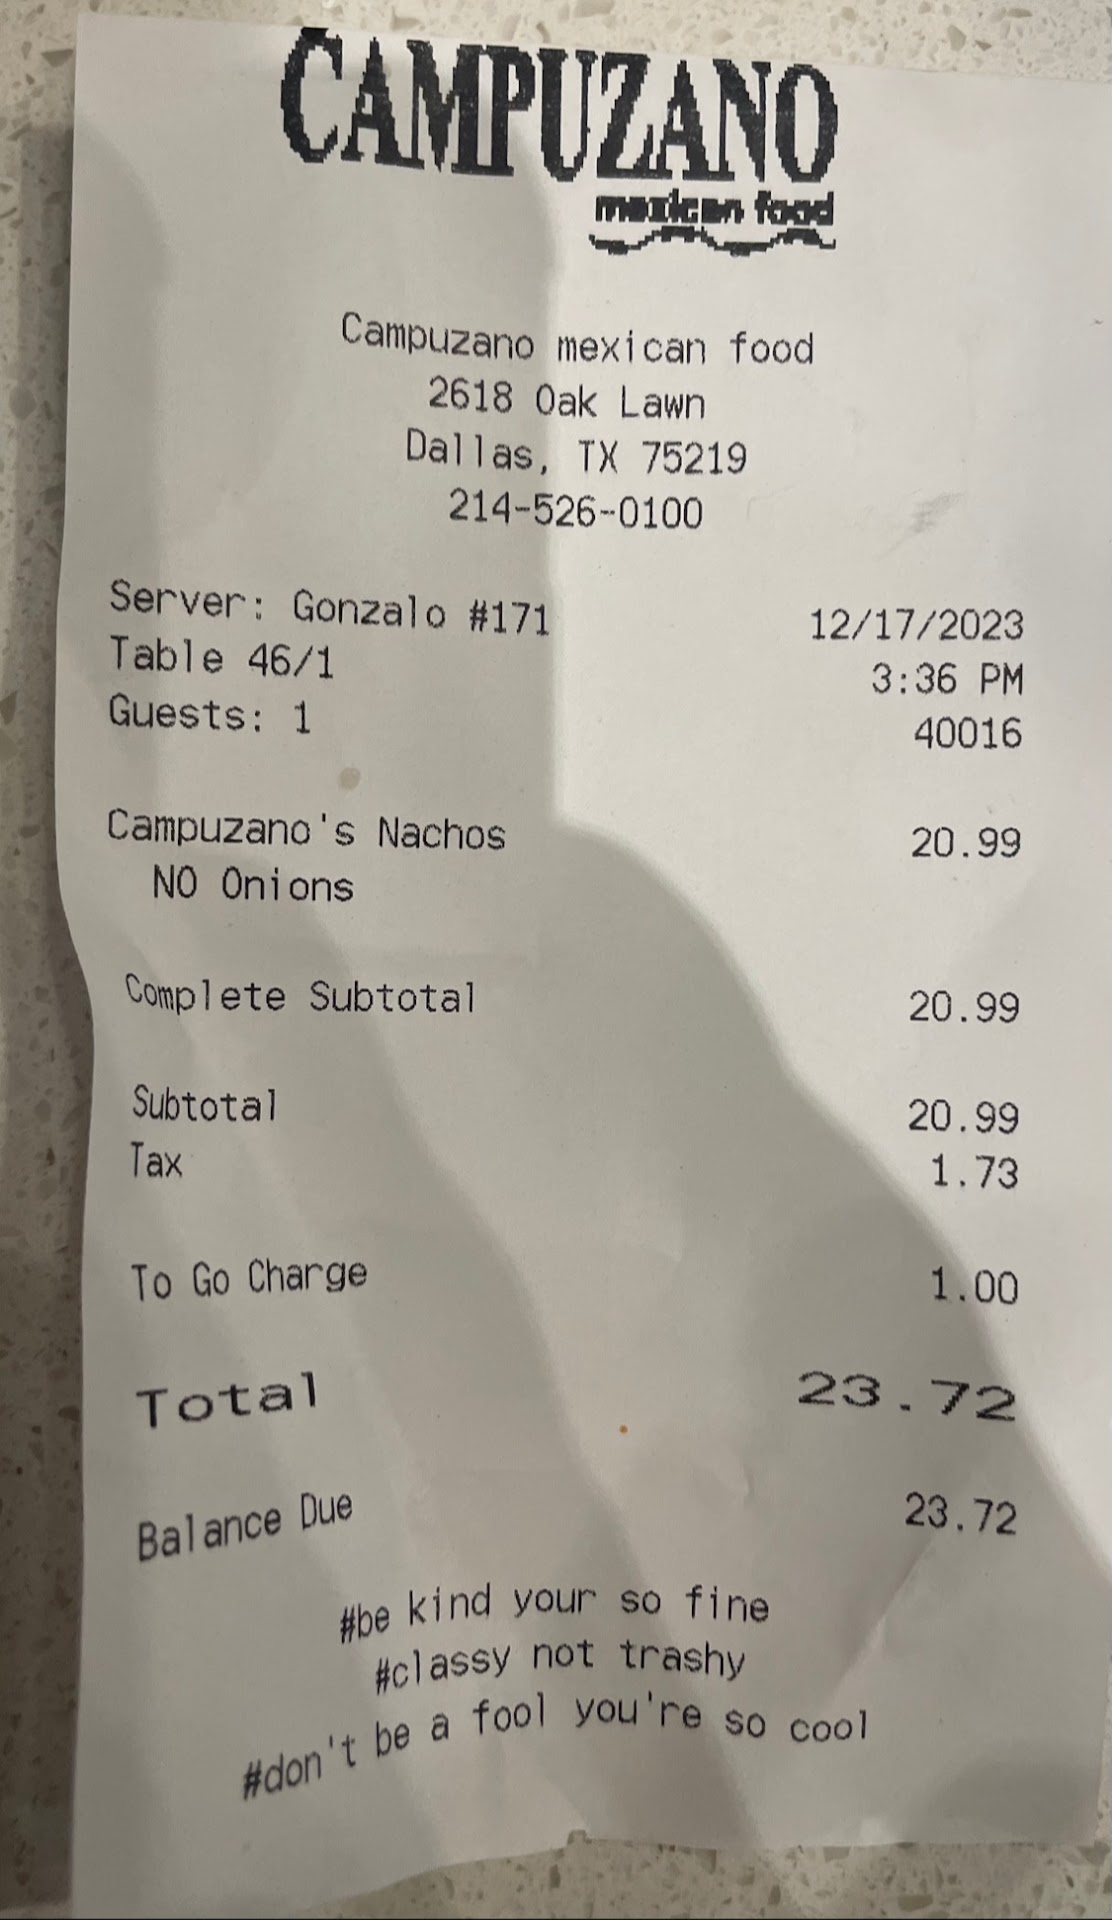 CAMPUZANO
mexican food
Campuzano mexican food
2618 Oak Lawn
Dallas, TX 75219
214-526-0100
Server: Gonzalo #171 12/17/2023
Table 46/1 3:36 PM
Guests: 1 40016
Campuzano's Nachos 20.99
NO Onions
Complete Subtotal 20.99
Subtotal 20.99
Tax 1.73
To Go Charge 1.00
Total 23.72
Balance Due 23.72
#be kind your so fine
#classy not trashy
#don't be a fool you're so cool